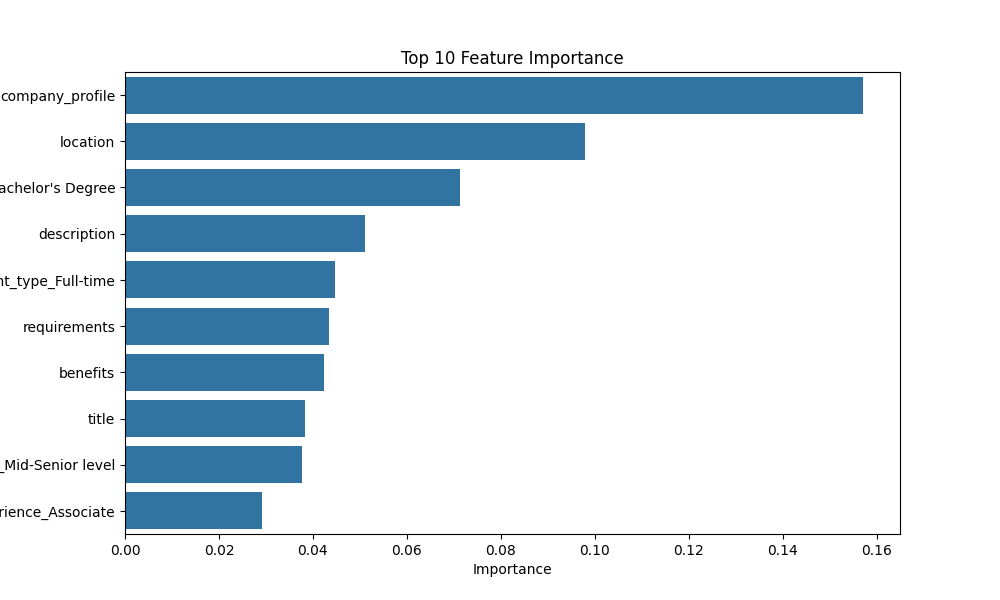 Top 10 Feature Importance
company_profile
location
achelor's Degree
description
nt_type_Full-time
requirements
benefits
title
_Mid-Senior level
rience_Associate
0.00 0.02 0.04 0.06 0.08 0.10 0.12 0.14 0.16
Importance